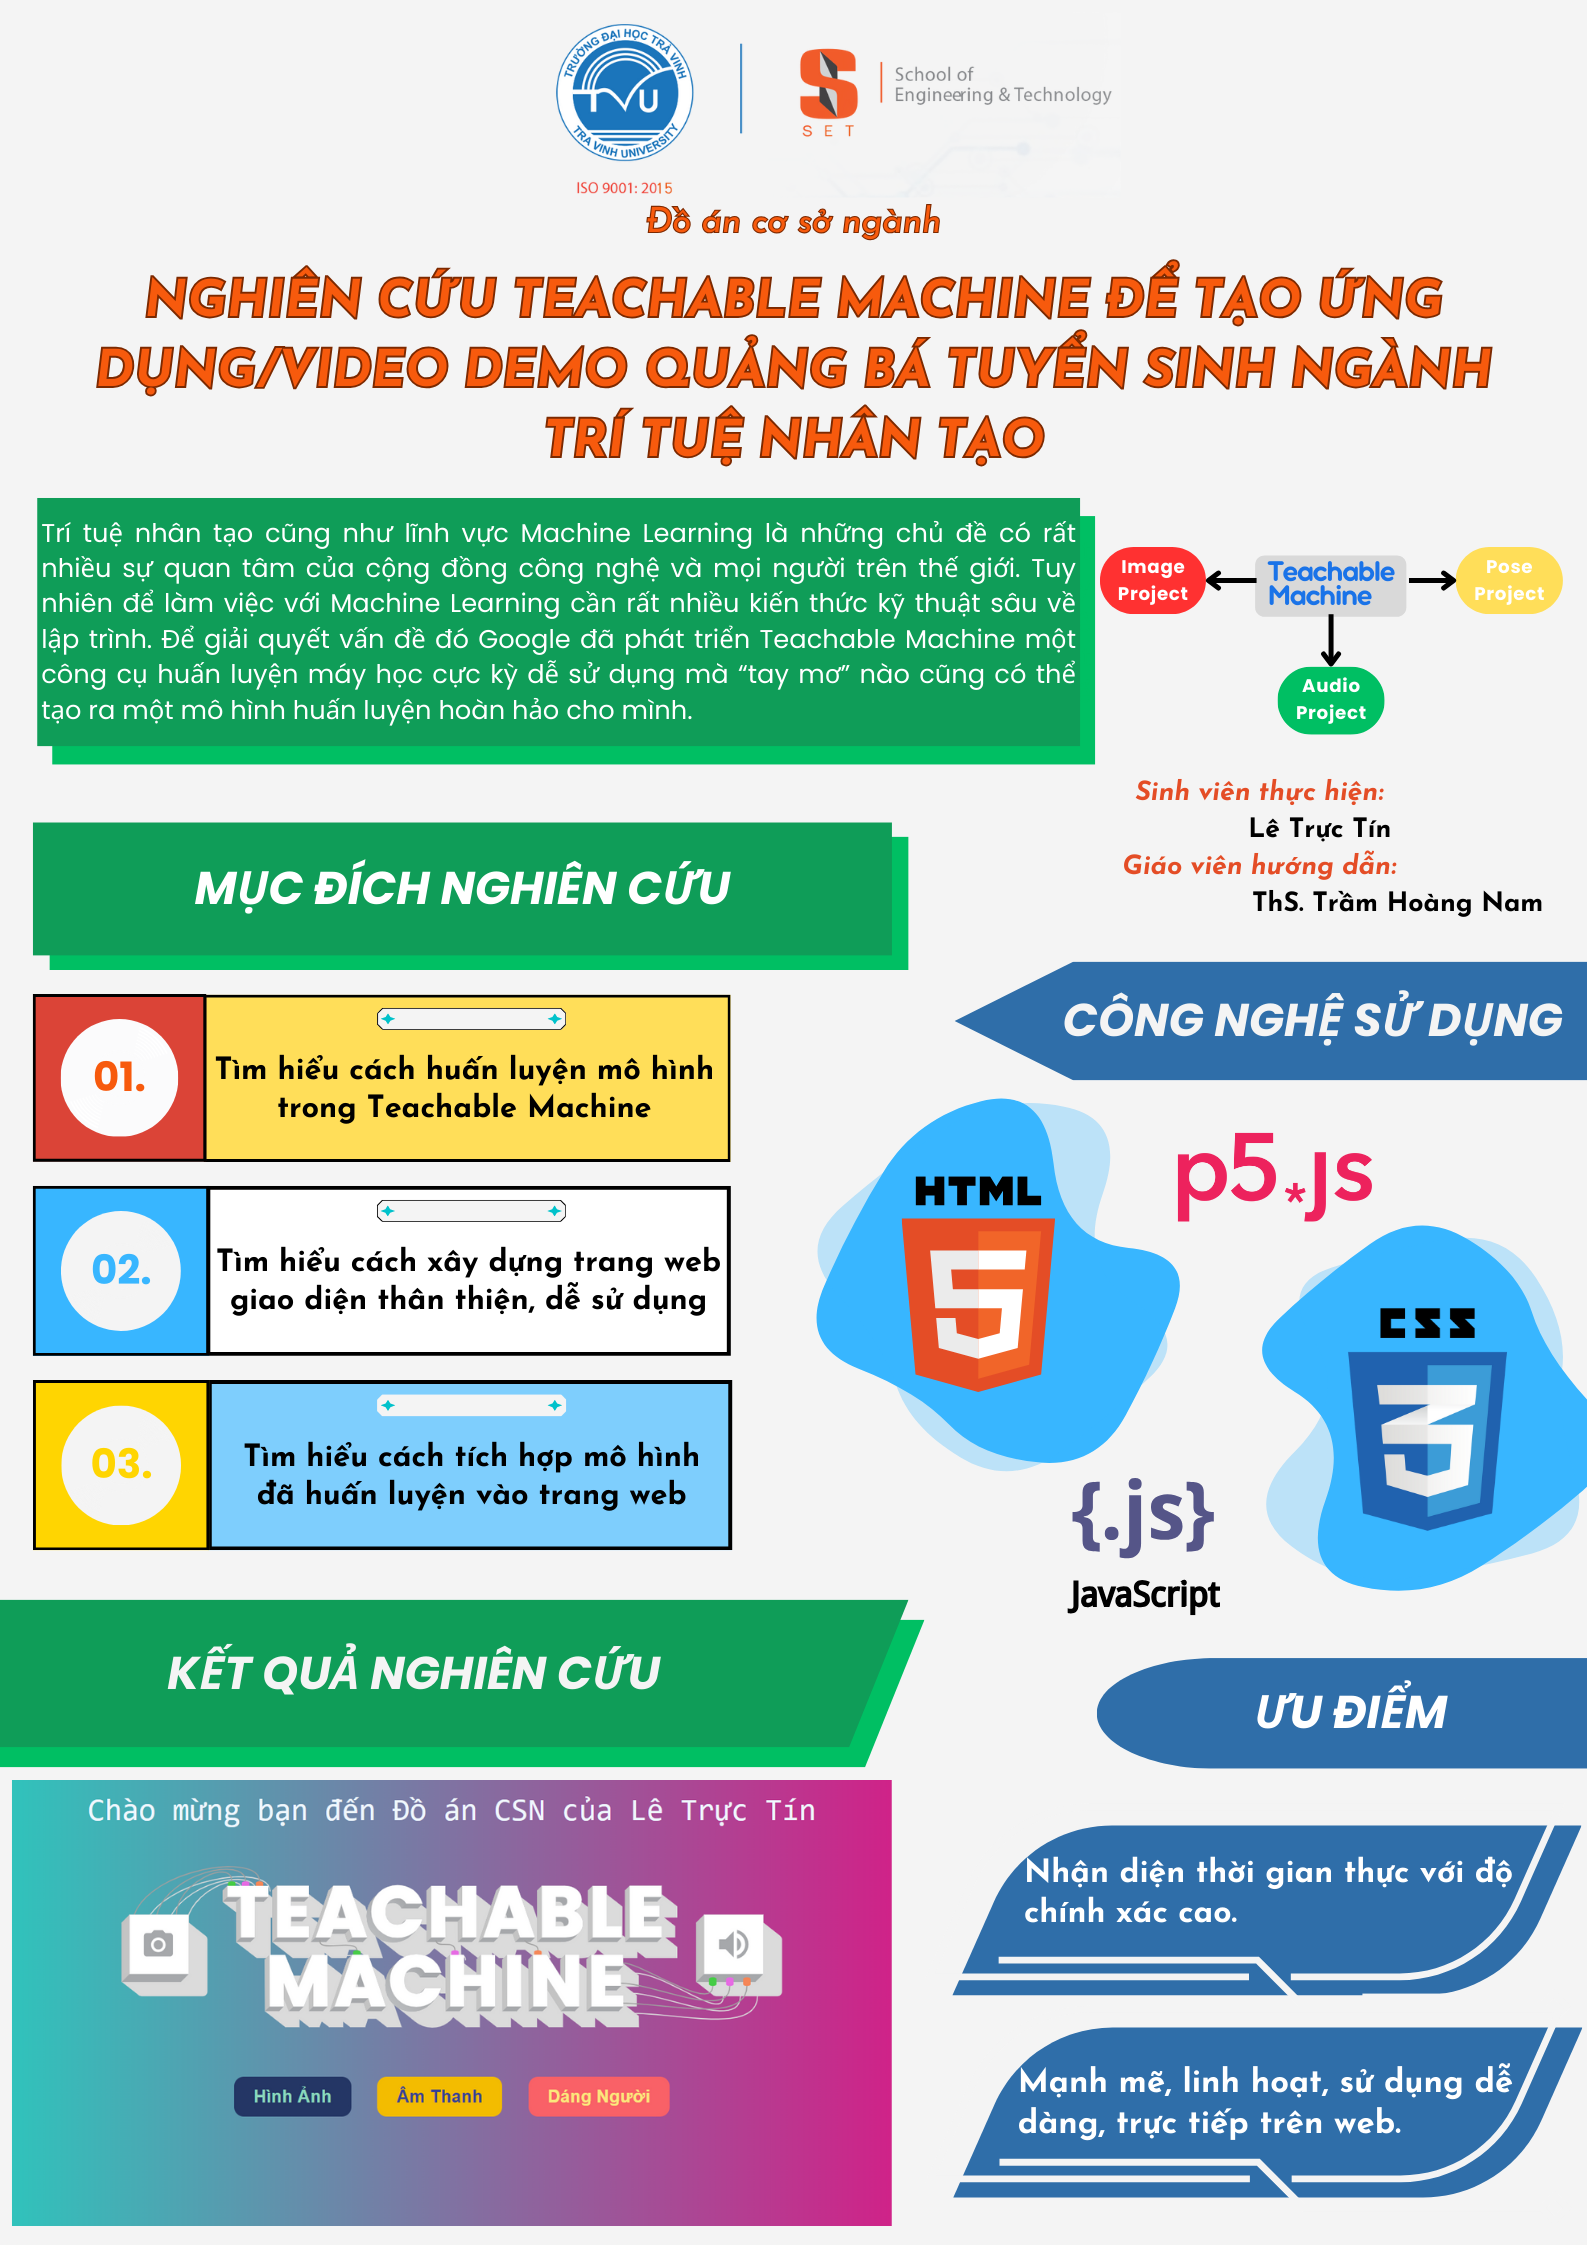 TRƯỜNG ĐẠI HỌC TRÀ VINH
TVU
TRA VINH UNIVERSITY
ISO 9001: 2015
SET
School of
Engineering & Technology
Đồ án cơ sở ngành
NGHIÊN CỨU TEACHABLE MACHINE ĐỂ TẠO ỨNG
DỤNG/VIDEO DEMO QUẢNG BÁ TUYỂN SINH NGÀNH
TRÍ TUỆ NHÂN TẠO
Trí tuệ nhân tạo cũng như lĩnh vực Machine Learning là những chủ đề có rất
nhiều sự quan tâm của cộng đồng công nghệ và mọi người trên thế giới. Tuy
nhiên để làm việc với Machine Learning cần rất nhiều kiến thức kỹ thuật sâu về
lập trình. Để giải quyết vấn đề đó Google đã phát triển Teachable Machine một
công cụ huấn luyện máy học cực kỳ dễ sử dụng mà “tay mơ” nào cũng có thể
tạo ra một mô hình huấn luyện hoàn hảo cho mình.
Image
Project
Teachable
Machine
Pose
Project
Audio
Project
Sinh viên thực hiện:
Lê Trực Tín
Giáo viên hướng dẫn:
ThS. Trầm Hoàng Nam
MỤC ĐÍCH NGHIÊN CỨU
01.
Tìm hiểu cách huấn luyện mô hình
trong Teachable Machine
02.
Tìm hiểu cách xây dựng trang web
giao diện thân thiện, dễ sử dụng
03.
Tìm hiểu cách tích hợp mô hình
đã huấn luyện vào trang web
CÔNG NGHỆ SỬ DỤNG
HTML
5
p5*js
CSS
3
{.js}
JavaScript
KẾT QUẢ NGHIÊN CỨU
Chào mừng bạn đến Đồ án CSN của Lê Trực Tín
TEACHABLE
MACHINE
Hình Ảnh
Âm Thanh
Dáng Người
ƯU ĐIỂM
Nhận diện thời gian thực với độ
chính xác cao.
Mạnh mẽ, linh hoạt, sử dụng dễ
dàng, trực tiếp trên web.